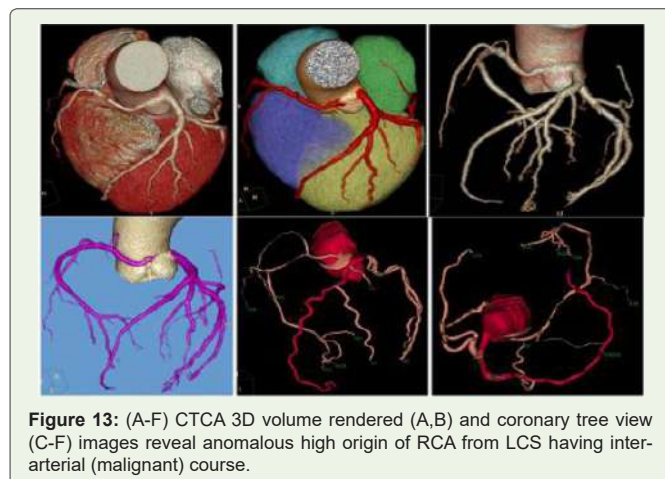 Figure 13: (A-F) CTCA 3D volume rendered (A,B) and coronary tree view
(C-F) images reveal anomalous high origin of RCA from LCS having inter-
arterial (malignant) course.